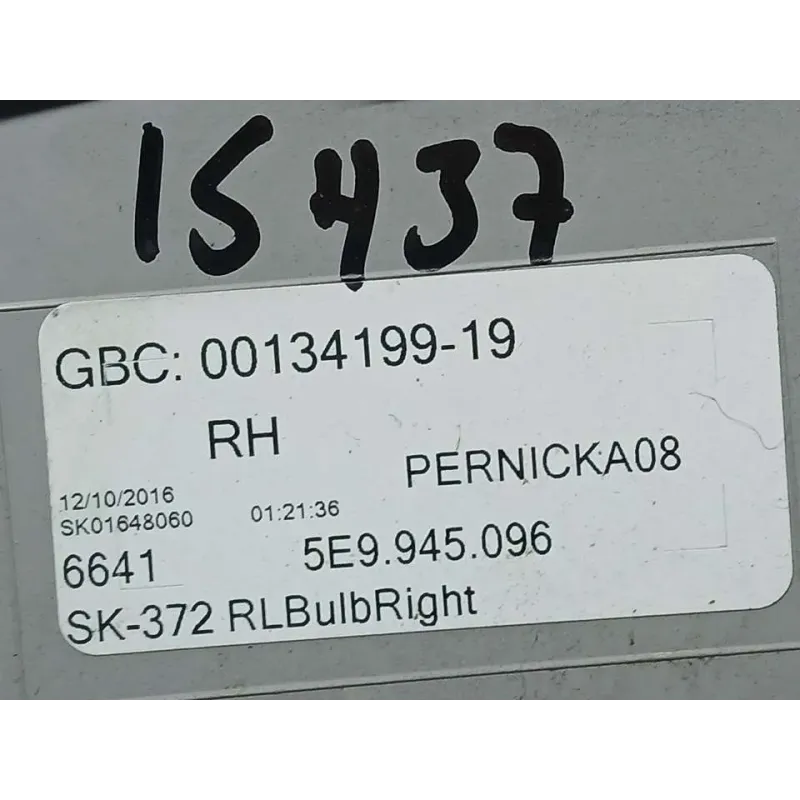 15437
GBC: 00134199-19
RH
PERNICKA08
12/10/2016
SK01648060 01:21:36
6641 5E9.945.096
SK-372 RLBulbRight